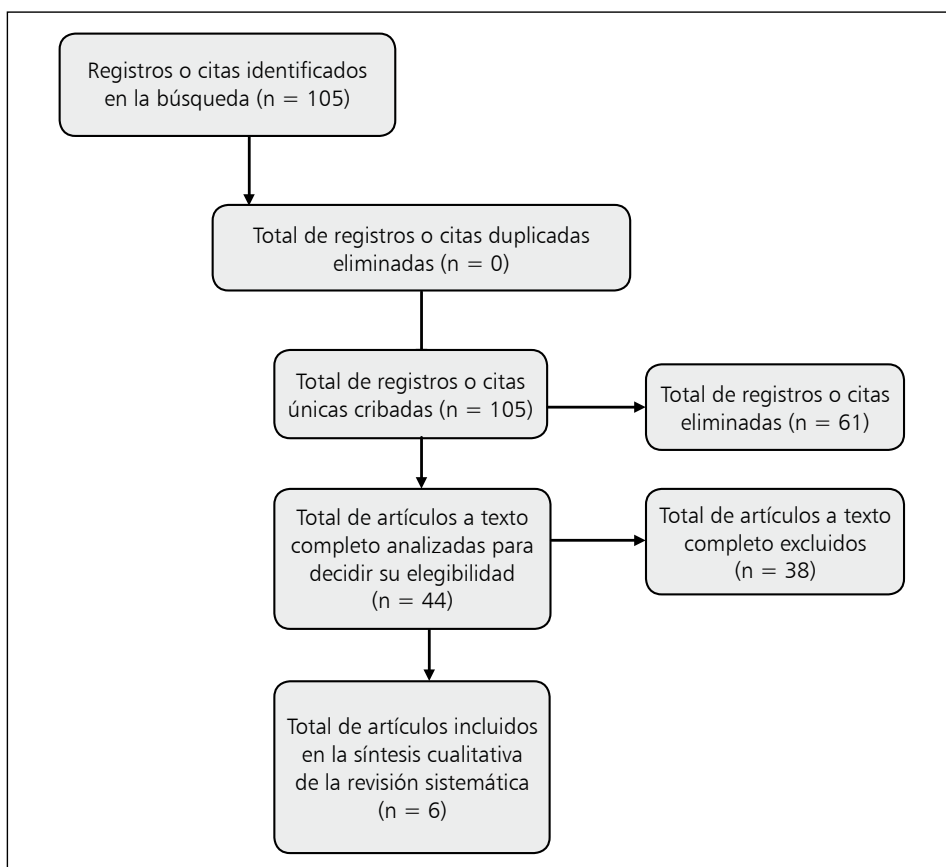 Registros o citas identificados
en la búsqueda (n = 105)
Total de registros o citas duplicadas
eliminadas (n = 0)
Total de registros o citas
únicas cribadas (n = 105)
Total de registros o citas
eliminadas (n = 61)
Total de artículos a texto
completo analizadas para
decidir su elegibilidad
(n = 44)
Total de artículos a texto
completo excluidos
(n = 38)
Total de artículos incluidos
en la síntesis cualitativa
de la revisión sistemática
(n = 6)